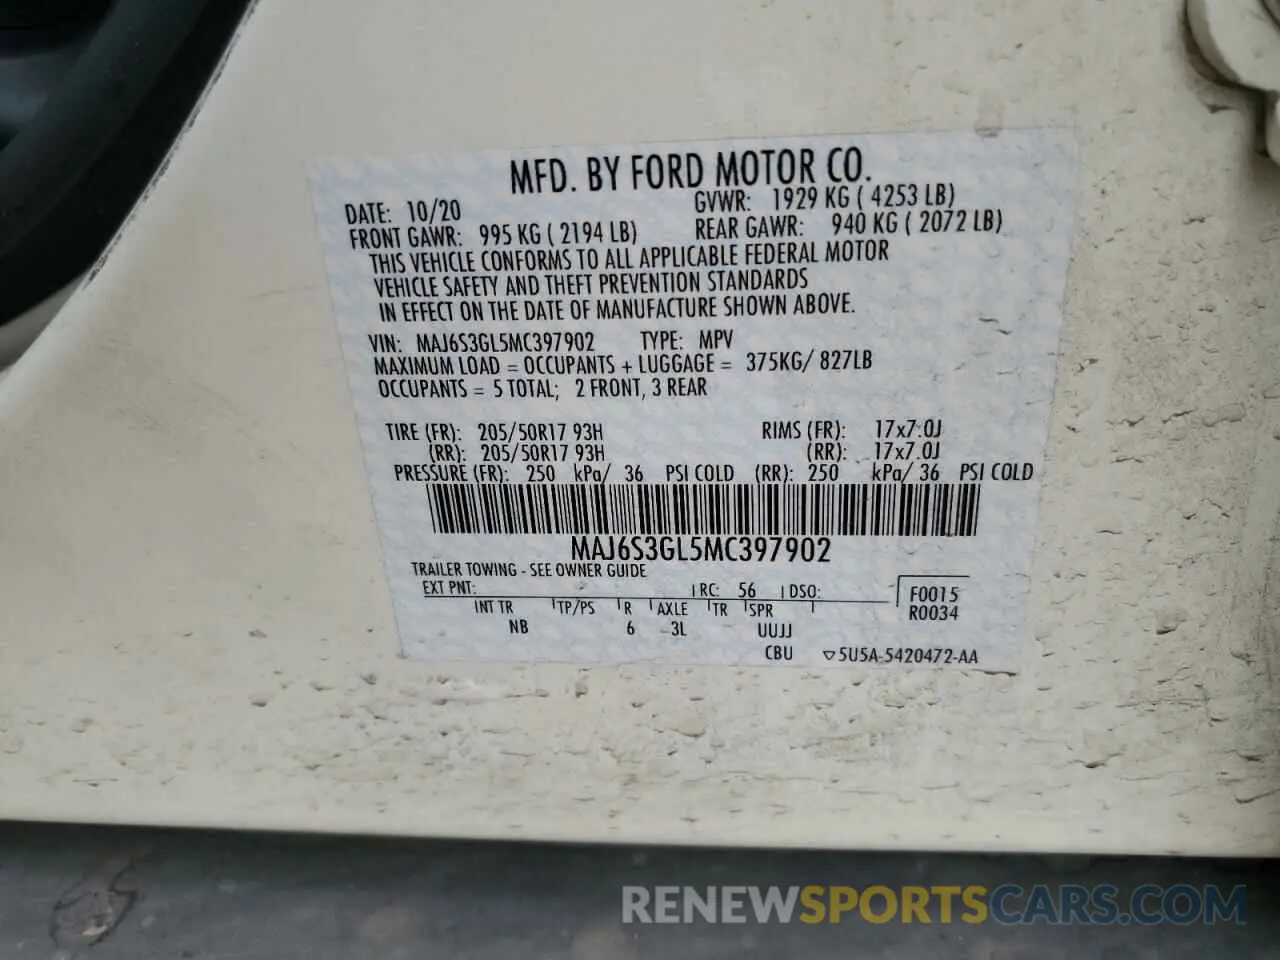 MFD. BY FORD MOTOR CO.
DATE: 10/20 GVWR: 1929 KG ( 4253 LB)
FRONT GAWR: 995 KG ( 2194 LB) REAR GAWR: 940 KG ( 2072 LB)
THIS VEHICLE CONFORMS TO ALL APPLICABLE FEDERAL MOTOR
VEHICLE SAFETY AND THEFT PREVENTION STANDARDS
IN EFFECT ON THE DATE OF MANUFACTURE SHOWN ABOVE.
VIN: MAJ6S3GL5MC397902 TYPE: MPV
MAXIMUM LOAD = OCCUPANTS + LUGGAGE = 375KG/ 827LB
OCCUPANTS = 5 TOTAL; 2 FRONT, 3 REAR
TIRE (FR): 205/50R17 93H RIMS (FR): 17x7.0J
(RR): 205/50R17 93H (RR): 17x7.0J
PRESSURE (FR): 250 kPa/ 36 PSI COLD (RR): 250 kPa/ 36 PSI COLD
MAJ6S3GL5MC397902
TRAILER TOWING - SEE OWNER GUIDE
EXT PNT: RC: 56 DSO: F0015
INT TR TP/PS R AXLE TR SPR R0034
NB 6 3L UUJJ
CBU ▽5U5A-5420472-AA
RENEWSPORTSCARS.COM